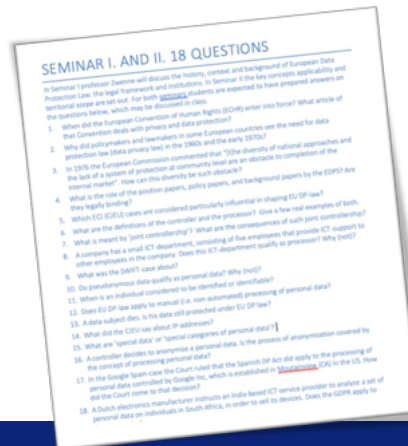 SEMINAR I. AND II. 18 QUESTIONS
In Seminar I professor Zwenne will discuss the history, context and background of European Data
Protection Law: the legal framework and institutions. In Seminar II the key concepts applicability and
territorial scope are set out. For both seminars students are expected to have prepared answers on
the questions below, which may be discussed in class.
1. When did the European Convention of Human Rights (ECHR) enter into force? What article of
that Convention deals with privacy and data protection?
2. Why did policymakers and lawmakers in some European countries see the need for data
protection law (data privacy law) in the 1960s and the early 1970s?
3. In 1976 the European Commission commented that "(t)he diversity of national approaches and
the lack of a system of protection at community level are an obstacle to completion of the
internal market". How can this diversity be such obstacle?
4. What is the role of the position papers, policy papers, and background papers by the EDPS? Are
they legally binding?
5. Which ECJ (CJEU) cases are considered particularly influential in shaping EU DP-law?
6. What are the definitions of the controller and the processor? Give a few real examples of both.
7. What is meant by 'joint controllership'? What are the consequences of such joint controllership?
8. A company has a small ICT department, consisting of five employees that provide ICT support to
other employees in the company. Does this ICT-department qualify as processor? Why (not)?
9. What was the SWIFT case about?
10. Do pseudonymous data qualify as personal data? Why (not)?
11. When is an individual considered to be identified or identifiable?
12. Does EU DP-law apply to manual (i.e. non automated) processing of personal data?
13. A data subject dies. Is his data still protected under EU DP law?
14. What did the CJEU say about IP-addresses?
15. What are 'special data' or 'special categories of personal data'?
16. A controller decides to anonymise a personal data. Is the process of anonymisation covered by
the concept of processing personal data?
17. In the Google Spain case the Court ruled that the Spanish DP Act did apply to the processing of
personal data controlled by Google Inc, which is established in Moutainview (CA) in the US. How
did the Court come to that decision?
18. A Dutch electronics manufacturer instructs an India-based ICT-service provider to analyse a set of
personal data on individuals in South Africa, in order to sell its devices. Does the GDPR apply to